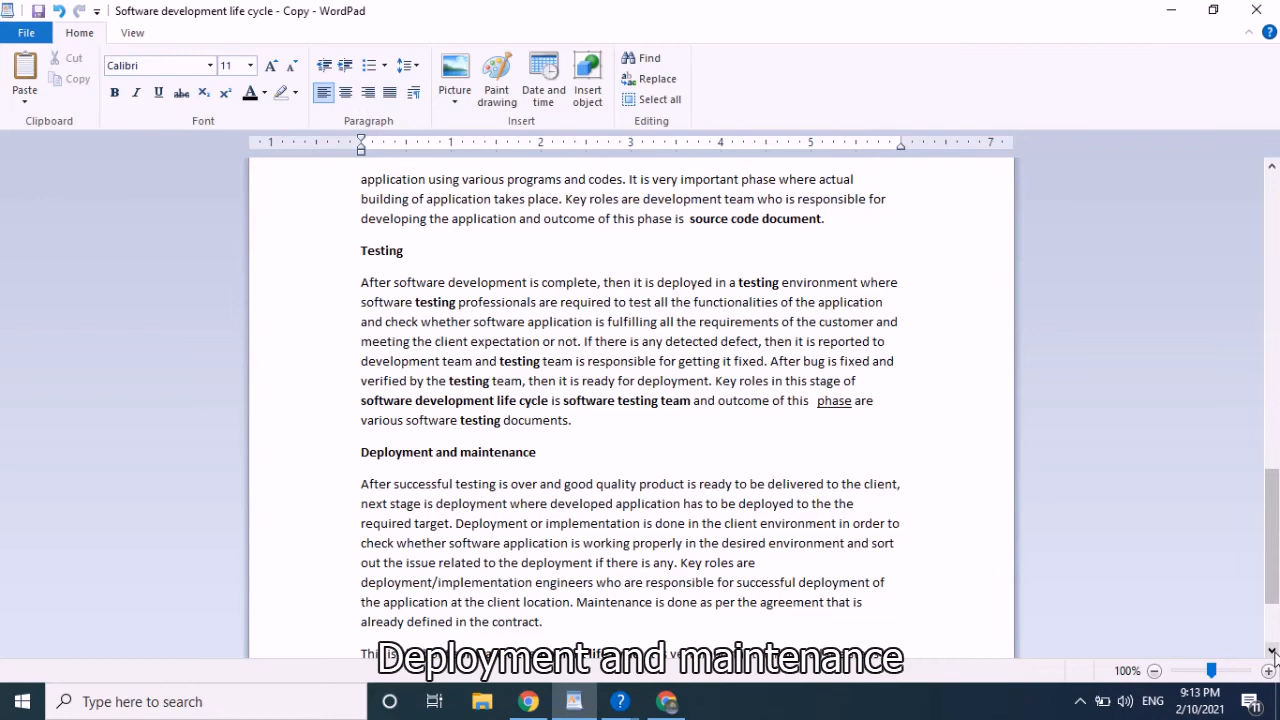 Software development life cycle - Copy - WordPad
File
Home
View
Paste
Cut
Copy
Clipboard
Calibri
11
Font
Paragraph
Picture
Paint drawing
Date and time
Insert object
Insert
Find
Replace
Select all
Editing
1 1 2 3 4 5 7
application using various programs and codes. It is very important phase where actual
building of application takes place. Key roles are development team who is responsible for
developing the application and outcome of this phase is source code document.
Testing
After software development is complete, then it is deployed in a testing environment where
software testing professionals are required to test all the functionalities of the application
and check whether software application is fulfilling all the requirements of the customer and
meeting the client expectation or not. If there is any detected defect, then it is reported to
development team and testing team is responsible for getting it fixed. After bug is fixed and
verified by the testing team, then it is ready for deployment. Key roles in this stage of
software development life cycle is software testing team and outcome of this phase are
various software testing documents.
Deployment and maintenance
After successful testing is over and good quality product is ready to be delivered to the client,
next stage is deployment where developed application has to be deployed to the the
required target. Deployment or implementation is done in the client environment in order to
check whether software application is working properly in the desired environment and sort
out the issue related to the deployment if there is any. Key roles are
deployment/implementation engineers who are responsible for successful deployment of
the application at the client location. Maintenance is done as per the agreement that is
already defined in the contract.
Deployment and maintenance
100%
Type here to search
ENG
9:13 PM
2/10/2021
11